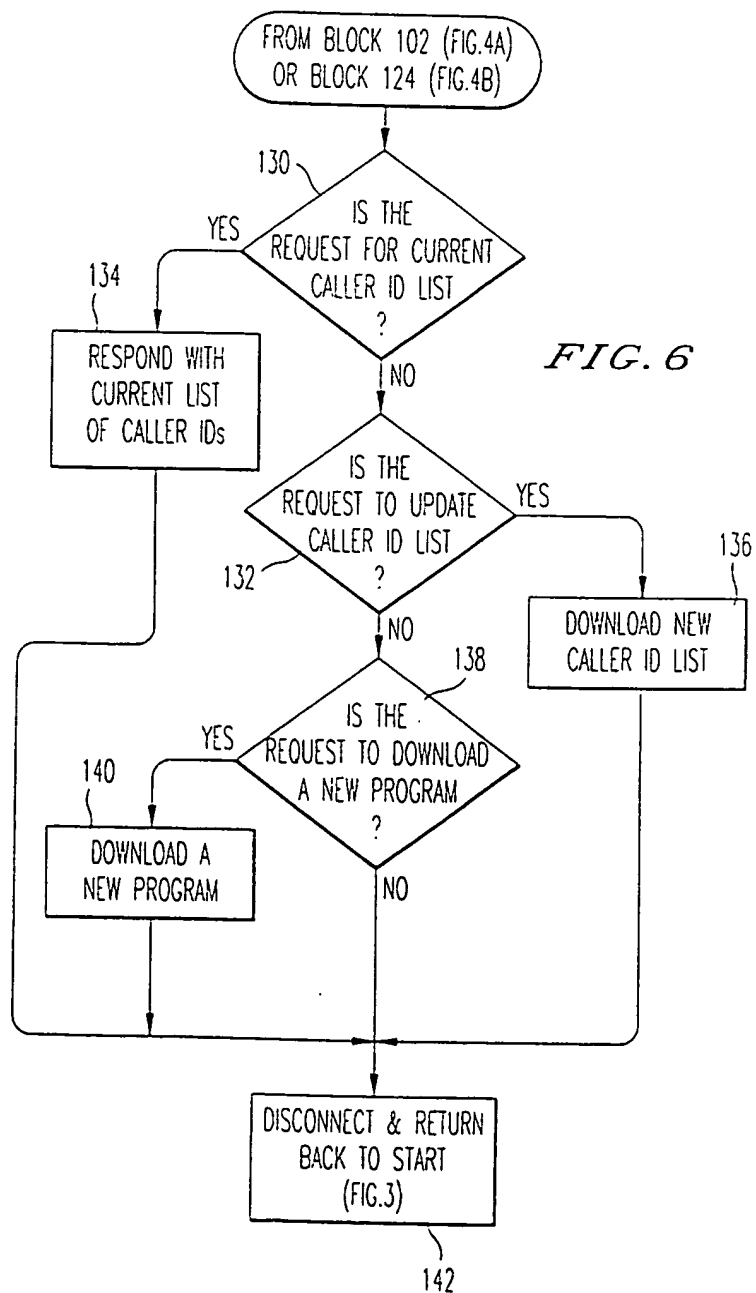 FROM BLOCK 102 (FIG.4A)
OR BLOCK 124 (FIG.4B)
130
IS THE
REQUEST FOR CURRENT
CALLER ID LIST
?
YES
NO
134
RESPOND WITH
CURRENT LIST
OF CALLER IDs
FIG. 6
IS THE
REQUEST TO UPDATE
CALLER ID LIST
?
132
YES
NO
136
DOWNLOAD NEW
CALLER ID LIST
138
IS THE
REQUEST TO DOWNLOAD
A NEW PROGRAM
?
YES
NO
140
DOWNLOAD A
NEW PROGRAM
DISCONNECT & RETURN
BACK TO START
(FIG.3)
142